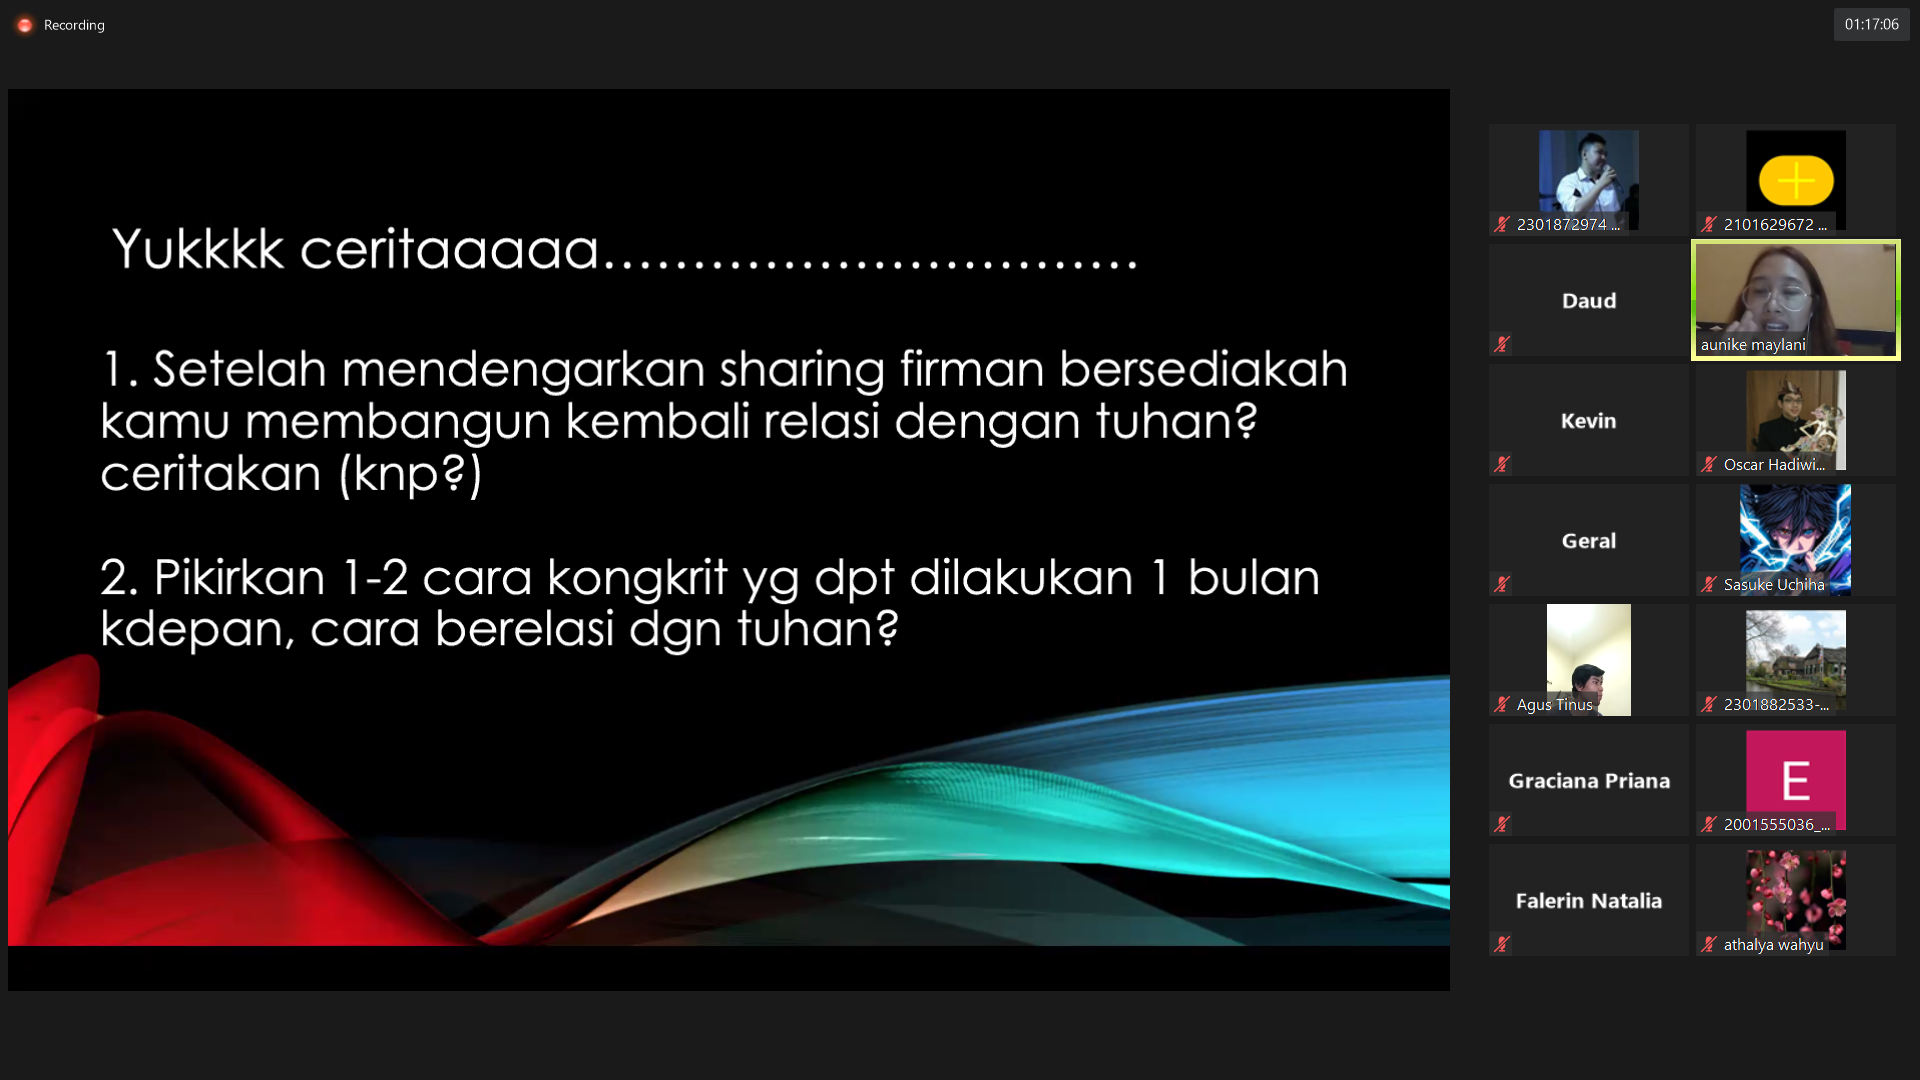 Recording
01:17:06
Yukkkk ceritaaaaa..............................
1. Setelah mendengarkan sharing firman bersediakah
kamu membangun kembali relasi dengan tuhan?
ceritakan (knp?)
2. Pikirkan 1-2 cara kongkrit yg dpt dilakukan 1 bulan
kdepan, cara berelasi dgn tuhan?
2301872974 ...
2101629672 ...
Daud
aunike maylani
Kevin
Oscar Hadiwi...
Geral
Sasuke Uchiha
Agus Tinus
2301882533-...
Graciana Priana
E
2001555036_...
Falerin Natalia
athalya wahyu